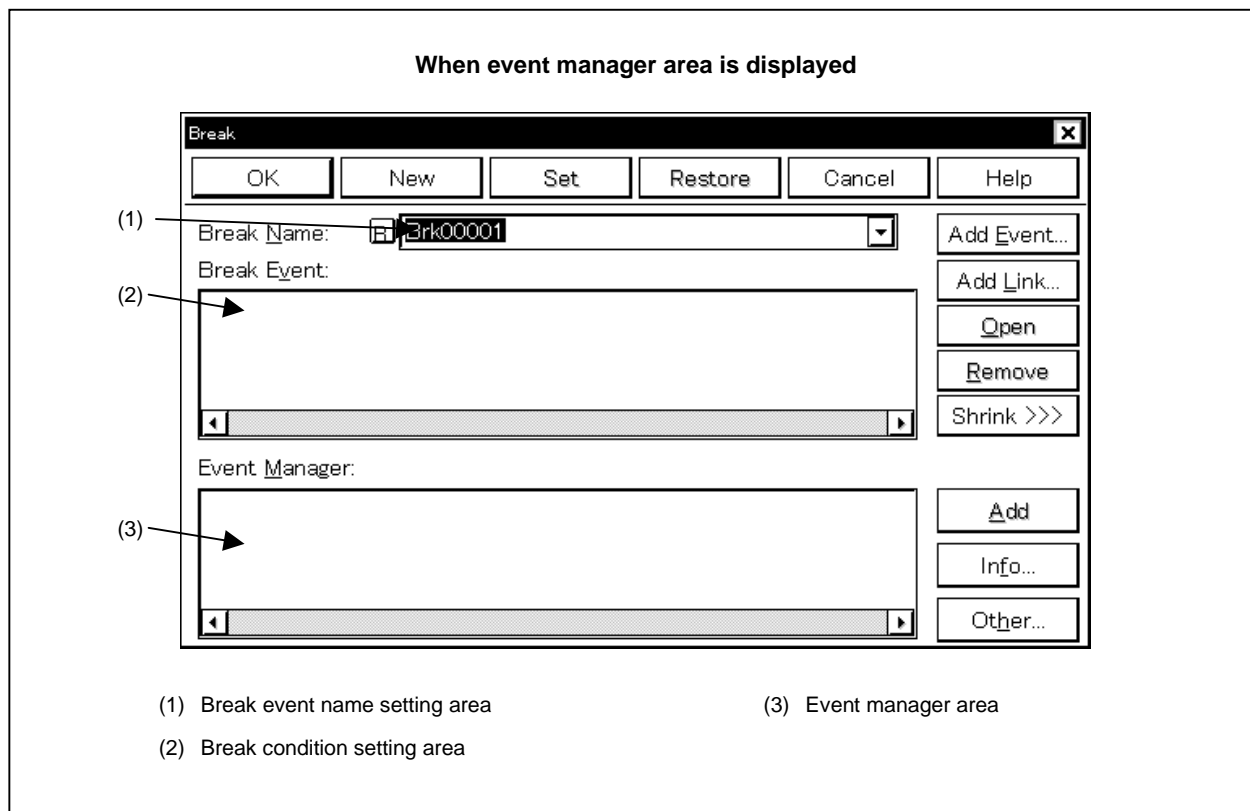 When event manager area is displayed
Break
OK New Set Restore Cancel Help
(1)
Break Name: B Brk00001 Add Event...
Break Event: Add Link...
(2)
Open
Remove
Shrink >>>
Event Manager:
Add
(3)
Info...
Other...
(1) Break event name setting area (3) Event manager area
(2) Break condition setting area